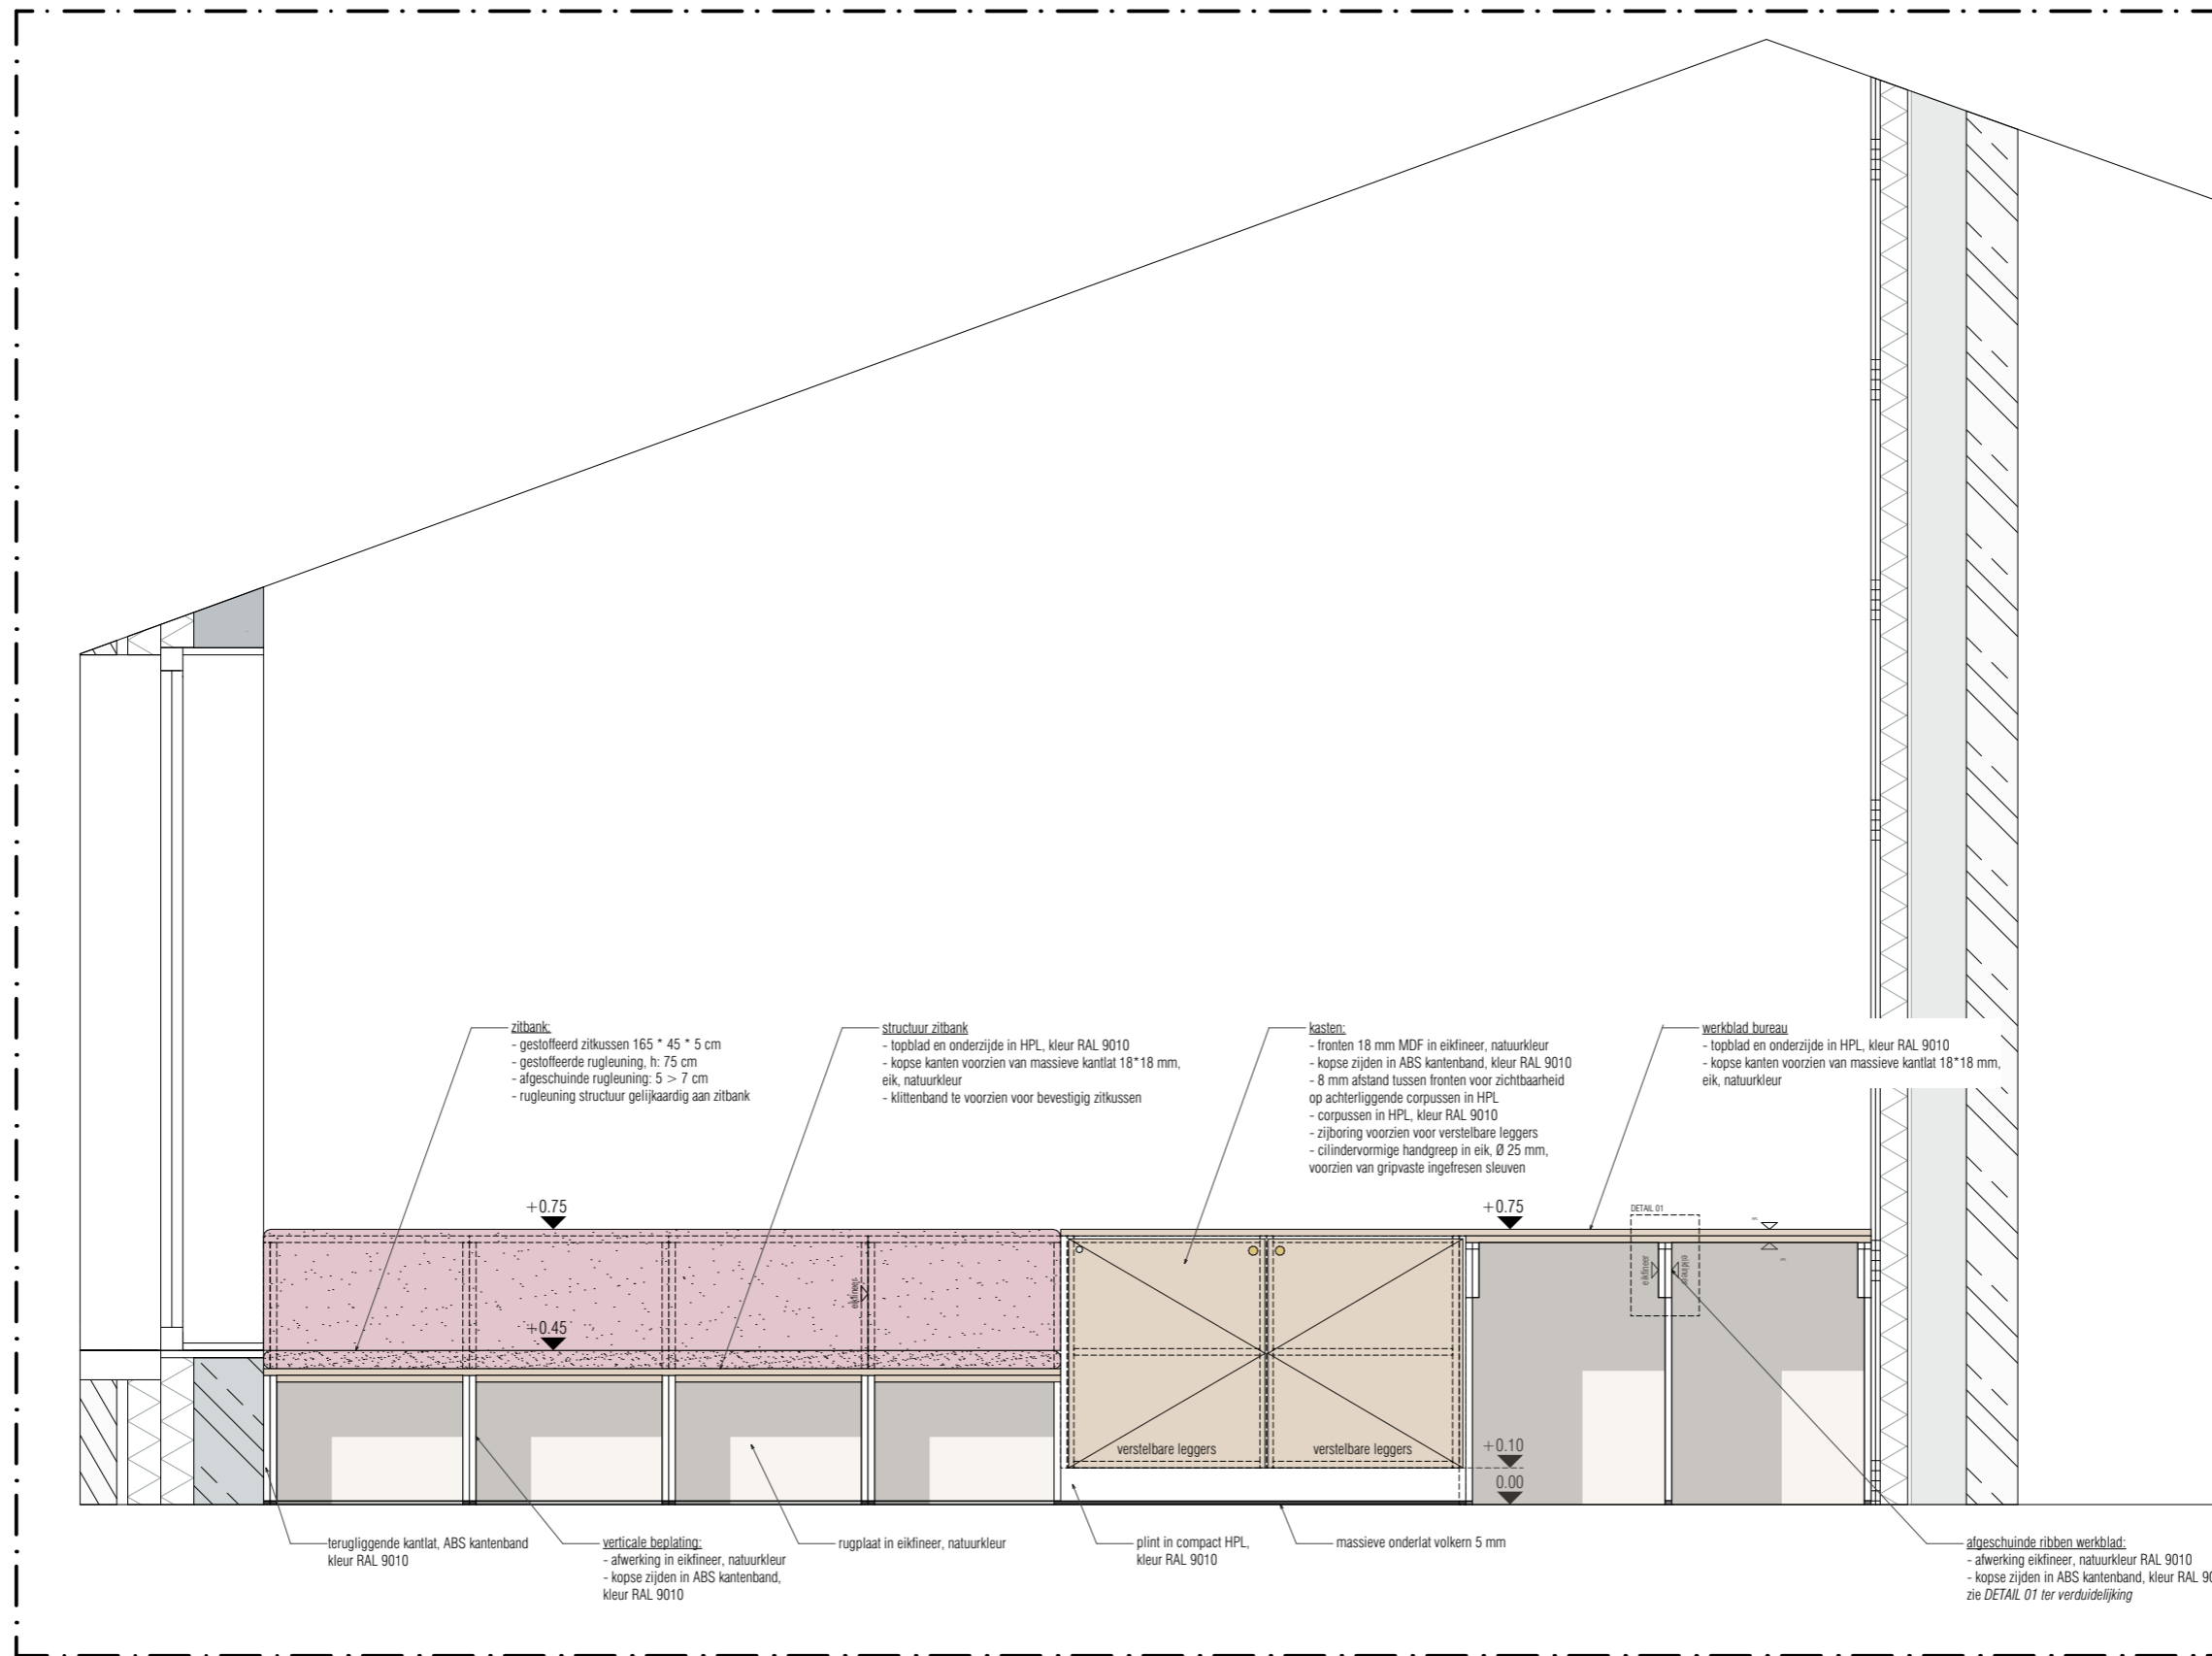 zitbank:
- gestoffeerd zitkussen 165 * 45 * 5 cm
- gestoffeerde rugleuning, h: 75 cm
- afgeschuinde rugleuning: 5 > 7 cm
- rugleuning structuur gelijkaardig aan zitbank
structuur zitbank
- topblad en onderzijde in HPL, kleur RAL 9010
- kopse kanten voorzien van massieve kantlat 18*18 mm,
eik, natuurkleur
- klittenband te voorzien voor bevestigig zitkussen
kasten:
- fronten 18 mm MDF in eikfineer, natuurkleur
- kopse zijden in ABS kantenband, kleur RAL 9010
- 8 mm afstand tussen fronten voor zichtbaarheid
op achterliggende corpussen in HPL
- corpussen in HPL, kleur RAL 9010
- zijboring voorzien voor verstelbare leggers
- cilindervormige handgreep in eik, Ø 25 mm,
voorzien van gripvaste ingefresen sleuven
werkblad bureau
- topblad en onderzijde in HPL, kleur RAL 9010
- kopse kanten voorzien van massieve kantlat 18*18 mm,
eik, natuurkleur
+0.75
+0.75
DETAIL 01
eikfineer
eikfineer
eikfineer
+0.45
verstelbare leggers
verstelbare leggers
+0.10
0.00
terugliggende kantlat, ABS kantenband
kleur RAL 9010
verticale beplating:
- afwerking in eikfineer, natuurkleur
- kopse zijden in ABS kantenband,
kleur RAL 9010
rugplaat in eikfineer, natuurkleur
plint in compact HPL,
kleur RAL 9010
massieve onderlat volkern 5 mm
afgeschuinde ribben werkblad:
- afwerking eikfineer, natuurkleur RAL 9010
- kopse zijden in ABS kantenband, kleur RAL 90
zie DETAIL 01 ter verduidelijking